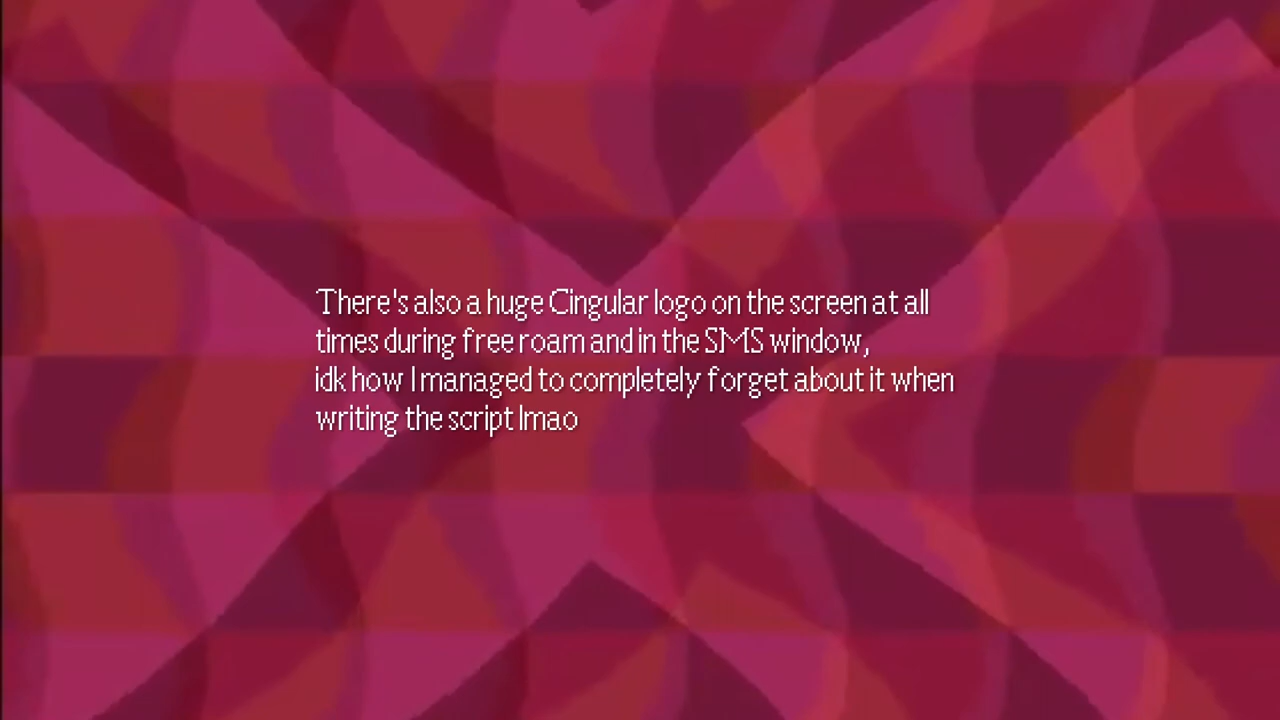 There's also a huge Cingular logo on the screen at all
times during free roam and in the SMS window,
idk how I managed to completely forget about it when
writing the script lmao